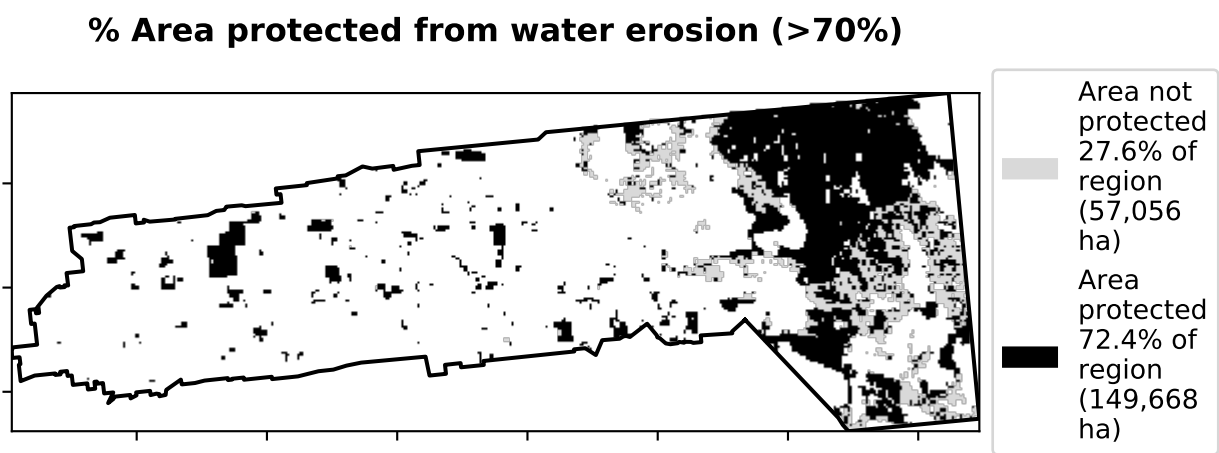 % Area protected from water erosion (>70%)
Area not
protected
27.6% of
region
(57,056
ha)
Area
protected
72.4% of
region
(149,668
ha)